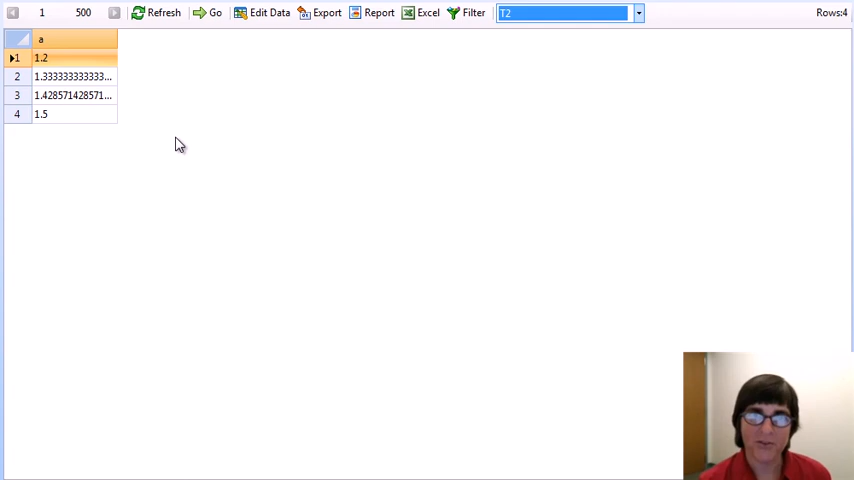 1 500 Refresh Go Edit Data Export Report Excel Filter T2 Rows:4
a
1 1.2
2 1.333333333333...
3 1.428571428571...
4 1.5